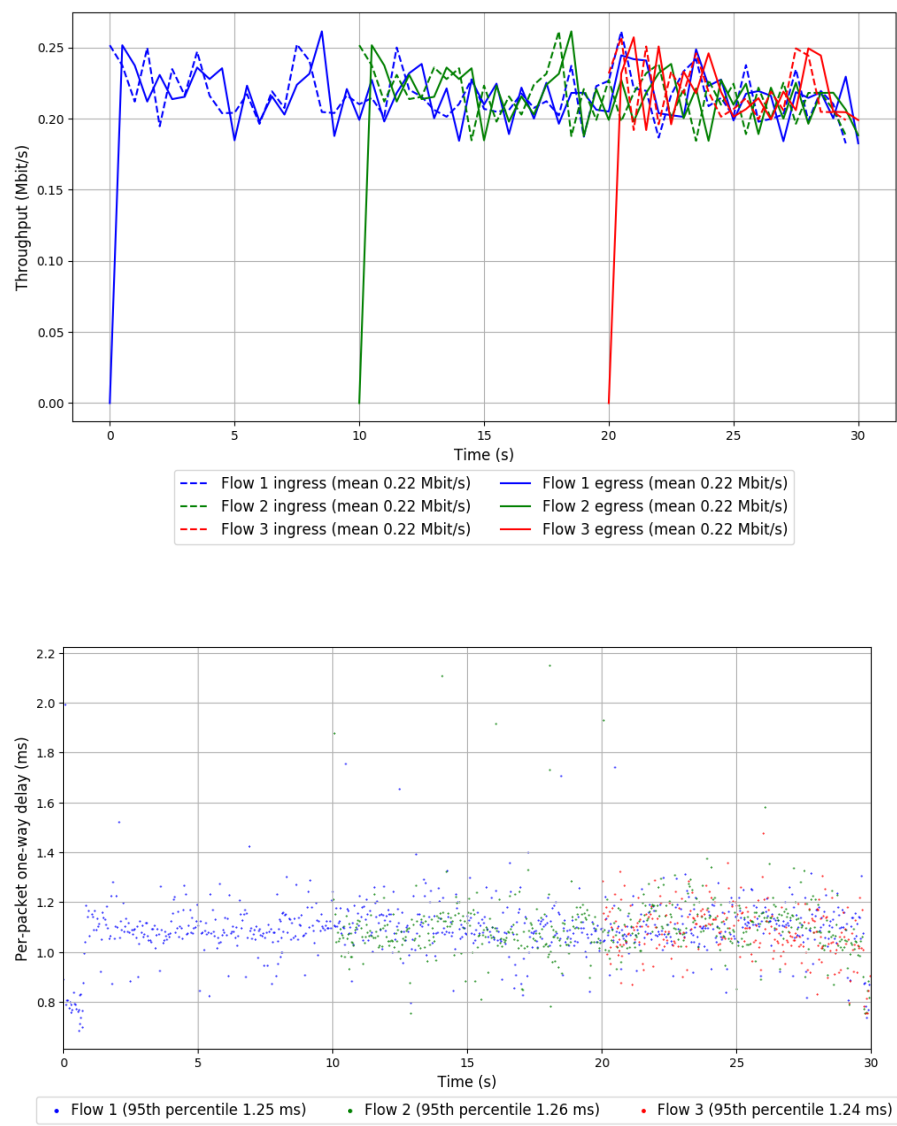 0.25
0.20
0.15
0.10
0.05
0.00
Throughput (Mbit/s)
0 5 10 15 20 25 30
Time (s)
Flow 1 ingress (mean 0.22 Mbit/s) Flow 1 egress (mean 0.22 Mbit/s)
Flow 2 ingress (mean 0.22 Mbit/s) Flow 2 egress (mean 0.22 Mbit/s)
Flow 3 ingress (mean 0.22 Mbit/s) Flow 3 egress (mean 0.22 Mbit/s)
2.2
2.0
1.8
1.6
1.4
1.2
1.0
0.8
Per-packet one-way delay (ms)
0 5 10 15 20 25 30
Time (s)
Flow 1 (95th percentile 1.25 ms) Flow 2 (95th percentile 1.26 ms) Flow 3 (95th percentile 1.24 ms)